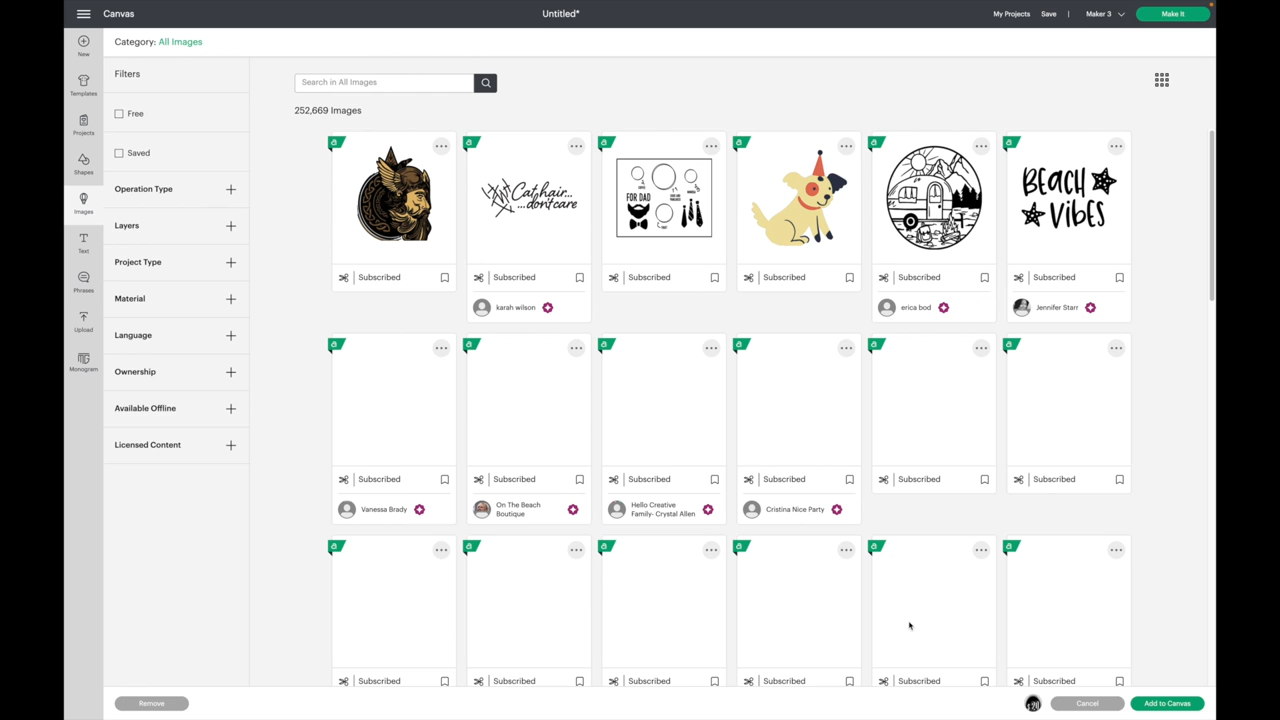 Canvas
Untitled*
My Projects
Save
Maker 3
Make It
New
Templates
Projects
Shapes
Images
Text
Phrases
Upload
Monogram
Category: All Images
Filters
Free
Saved
Operation Type
Layers
Project Type
Material
Language
Ownership
Available Offline
Licensed Content
Search in All Images
252,669 Images
Cat hair...
...don't care
FOR DAD
BEACH
VIBES
Subscribed
Subscribed
Subscribed
Subscribed
Subscribed
Subscribed
karah wilson
erica bod
Jennifer Starr
Subscribed
Subscribed
Subscribed
Subscribed
Subscribed
Subscribed
Vanessa Brady
On The Beach
Boutique
Hello Creative
Family- Crystal Allen
Cristina Nice Party
Subscribed
Subscribed
Subscribed
Subscribed
Subscribed
Subscribed
Remove
+20
Cancel
Add to Canvas